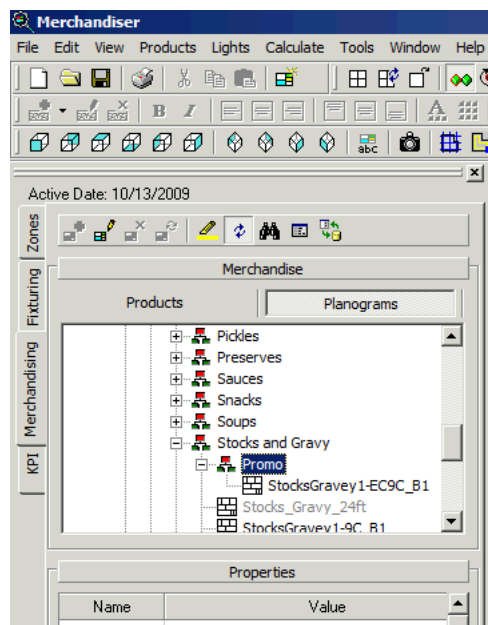 Merchandiser
File Edit View Products Lights Calculate Tools Window Help
B I A
abc
Active Date: 10/13/2009
Zones
Fixturing
Merchandising
KPI
Merchandise
Products Planograms
Pickles
Preserves
Sauces
Snacks
Soups
Stocks and Gravy
Promo
StocksGravey1-EC9C_B1
Stocks_Gravy_24ft
StocksGravey1-9C_B1
Properties
Name Value